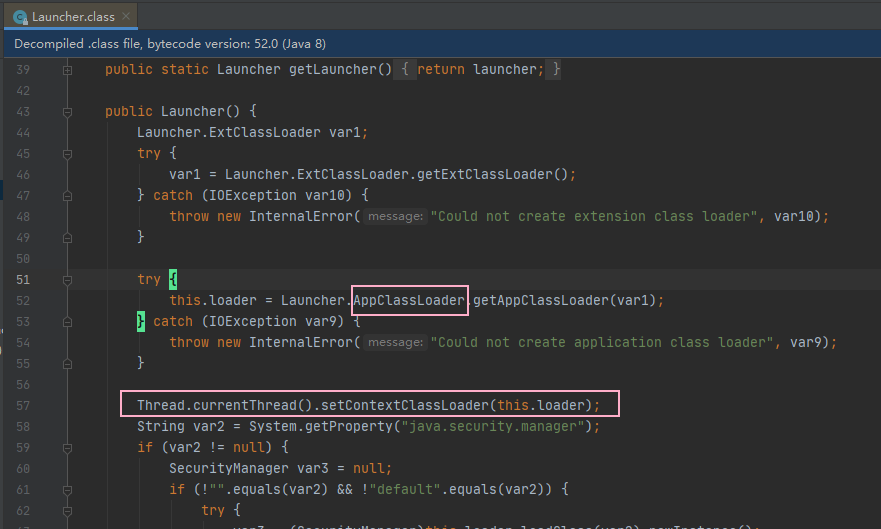 Launcher.class
Decompiled .class file, bytecode version: 52.0 (Java 8)
39 public static Launcher getLauncher() { return launcher; }
42
43 public Launcher() {
44 Launcher.ExtClassLoader var1;
45 try {
46 var1 = Launcher.ExtClassLoader.getExtClassLoader();
47 } catch (IOException var10) {
48 throw new InternalError( message: "Could not create extension class loader", var10);
49 }
50
51 try {
52 this.loader = Launcher.AppClassLoader.getAppClassLoader(var1);
53 } catch (IOException var9) {
54 throw new InternalError( message: "Could not create application class loader", var9);
55 }
56
57 Thread.currentThread().setContextClassLoader(this.loader);
58 String var2 = System.getProperty("java.security.manager");
59 if (var2 != null) {
60 SecurityManager var3 = null;
61 if (!"".equals(var2) && !"default".equals(var2)) {
62 try {